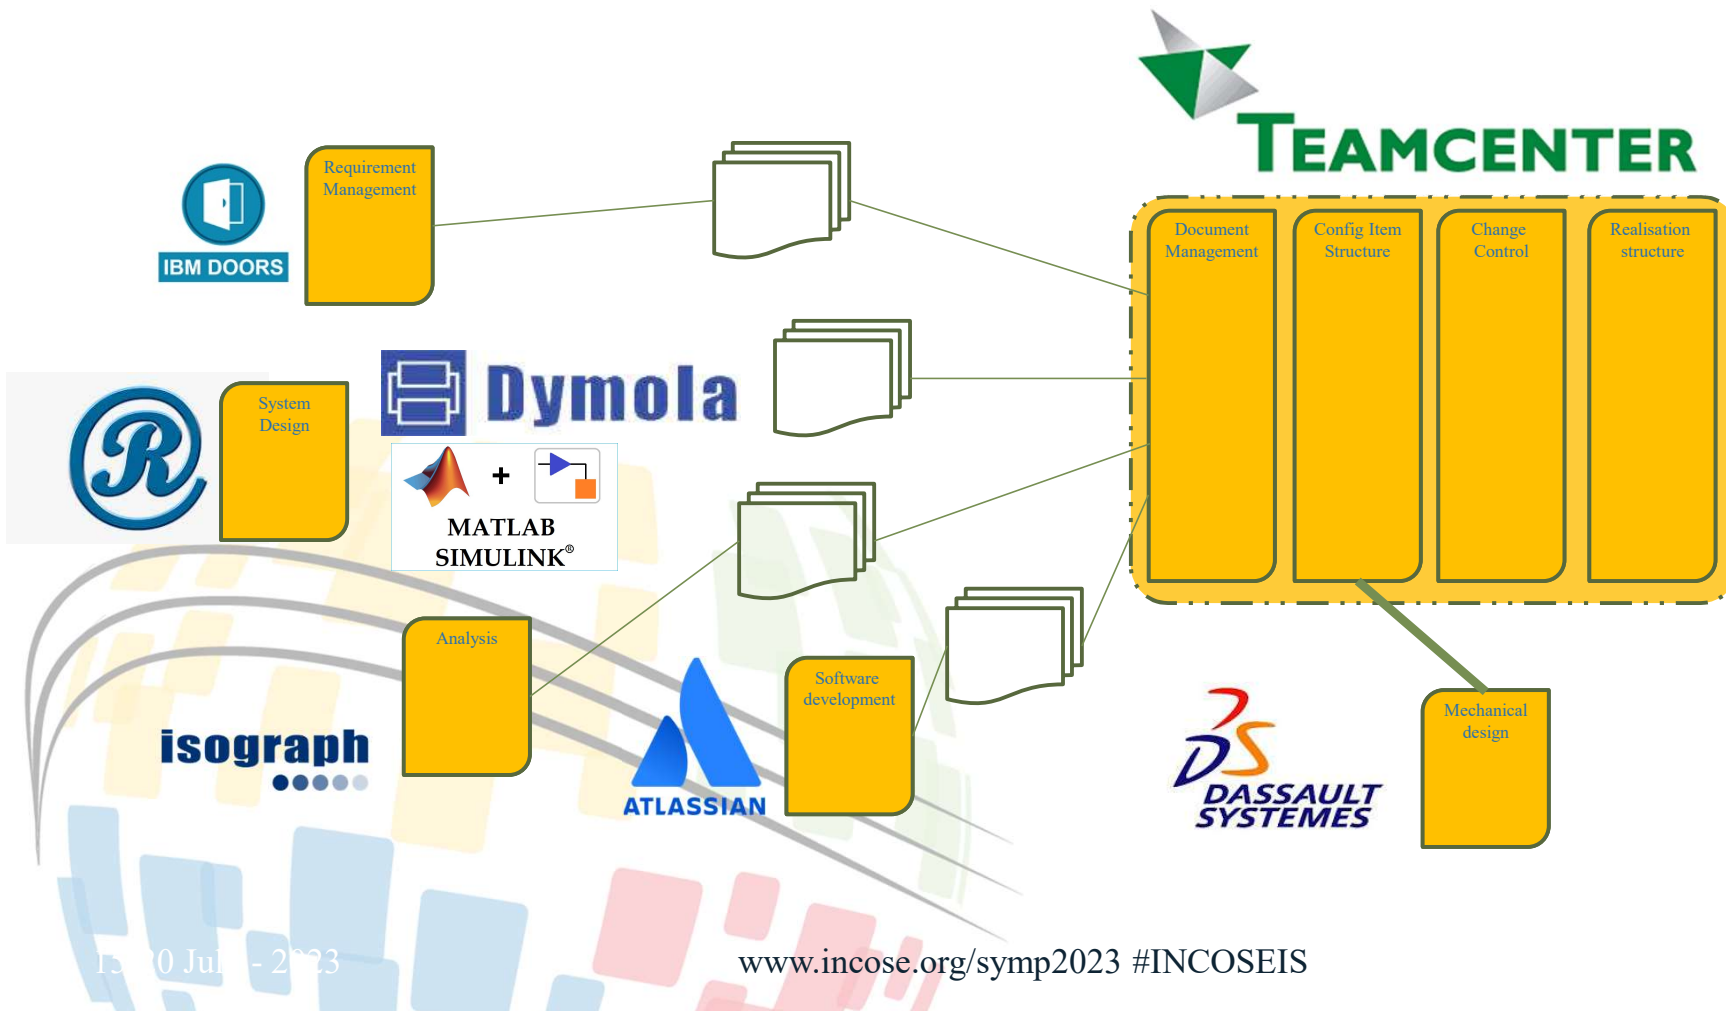 TEAMCENTER
Requirement
Management
IBM DOORS
Document
Management
Config Item
Structure
Change
Control
Realisation
structure
System
Design
R
Dymola
+
MATLAB
SIMULINK®
Analysis
isograph
Software
development
ATLASSIAN
Mechanical
design
DASSAULT
SYSTEMES
www.incose.org/symp2023 #INCOSEIS